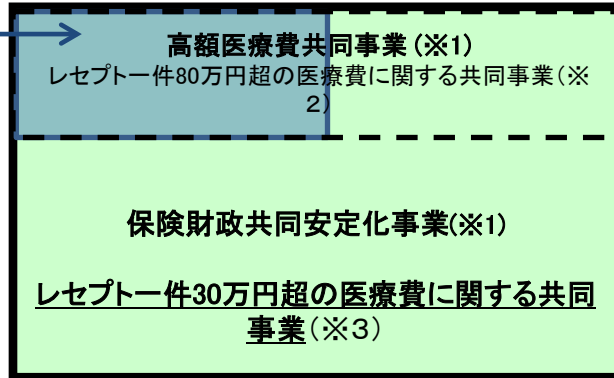 高額医療費共同事業(※1)
レセプト一件80万円超の医療費に関する共同事業(※
2)
保険財政共同安定化事業(※1)
レセプト一件30万円超の医療費に関する共同
事業(※3)